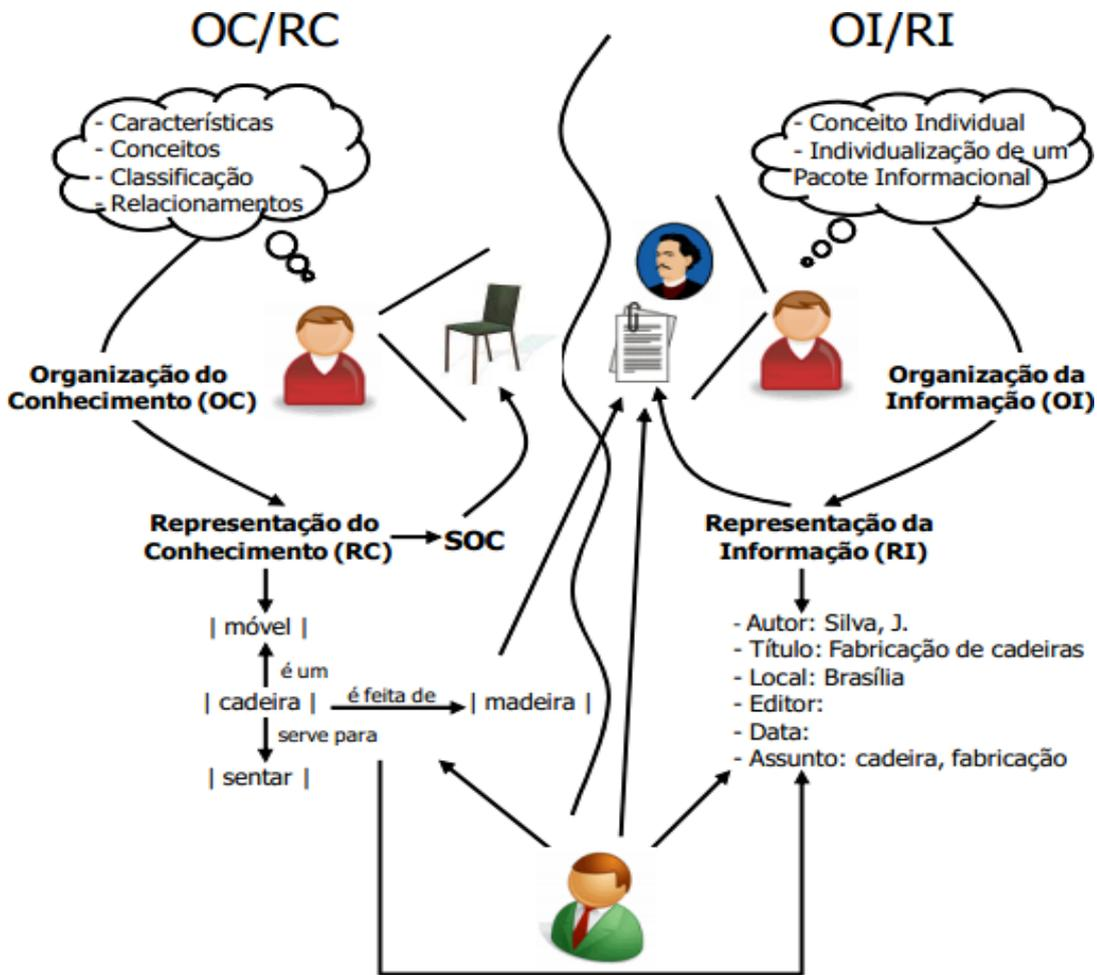 OC/RC
OI/RI
- Características
- Conceitos
- Classificação
- Relacionamentos
- Conceito Individual
- Individualização de um
Pacote Informacional
Organização do
Conhecimento (OC)
Organização da
Informação (OI)
Representação do
Conhecimento (RC)
SOC
Representação da
Informação (RI)
| móvel |
é um
| cadeira |
é feita de
| madeira |
serve para
| sentar |
- Autor: Silva, J.
- Título: Fabricação de cadeiras
- Local: Brasília
- Editor:
- Data:
- Assunto: cadeira, fabricação